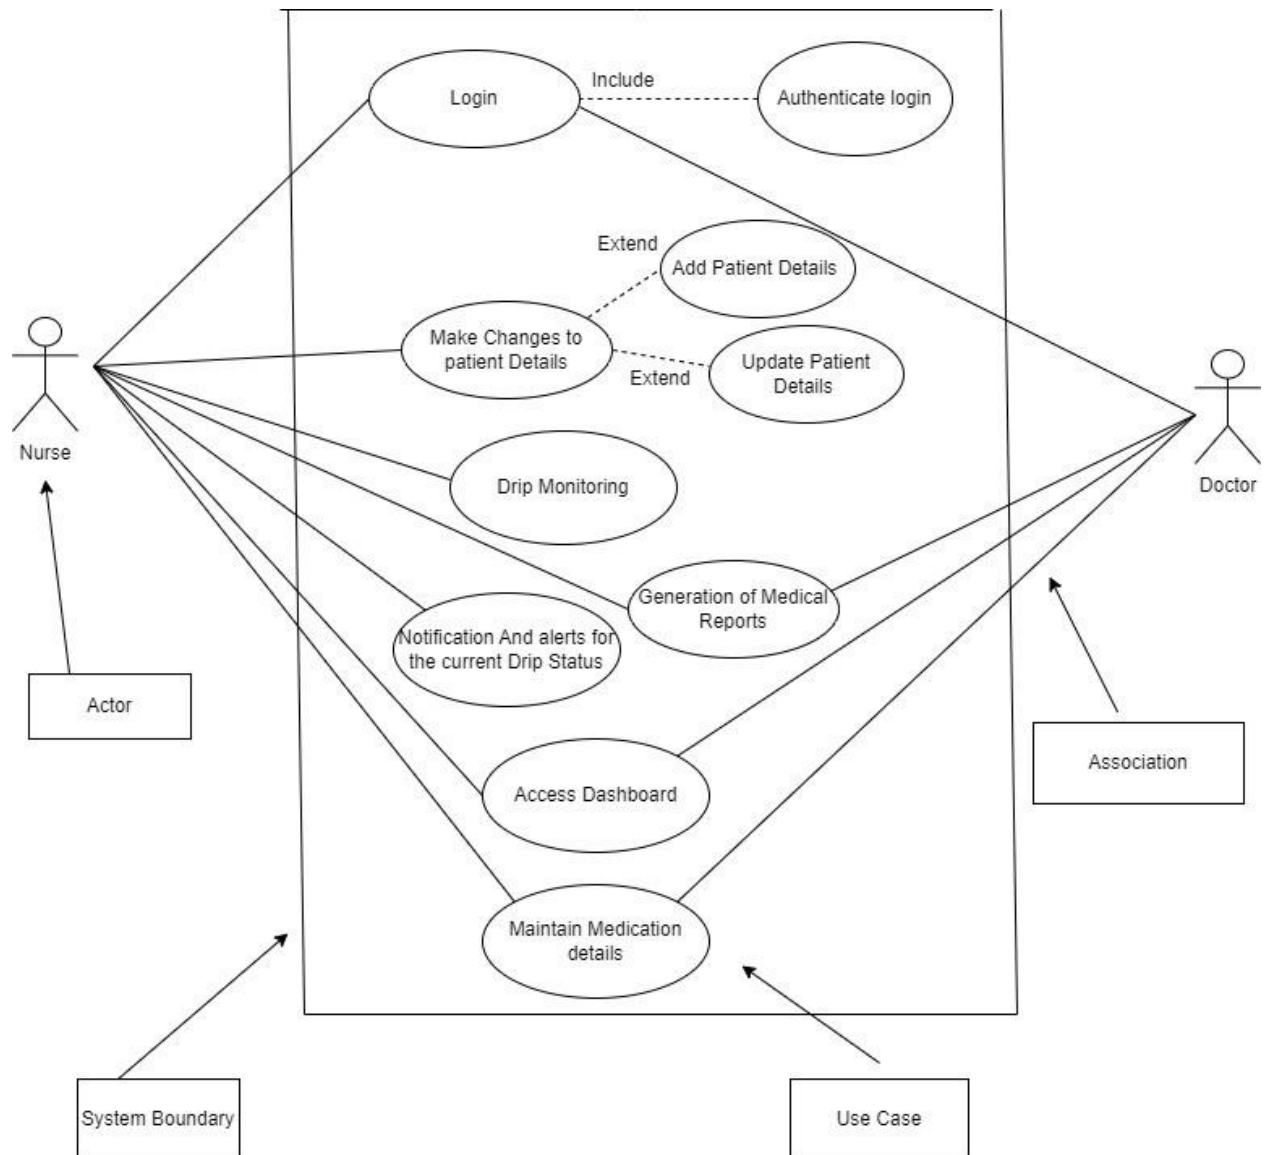 Login
Include
Authenticate login
Extend
Add Patient Details
Make Changes to
patient Details
Extend
Update Patient
Details
Nurse
Doctor
Drip Monitoring
Generation of Medical
Reports
Notification And alerts for
the current Drip Status
Actor
Association
Access Dashboard
Maintain Medication
details
System Boundary
Use Case